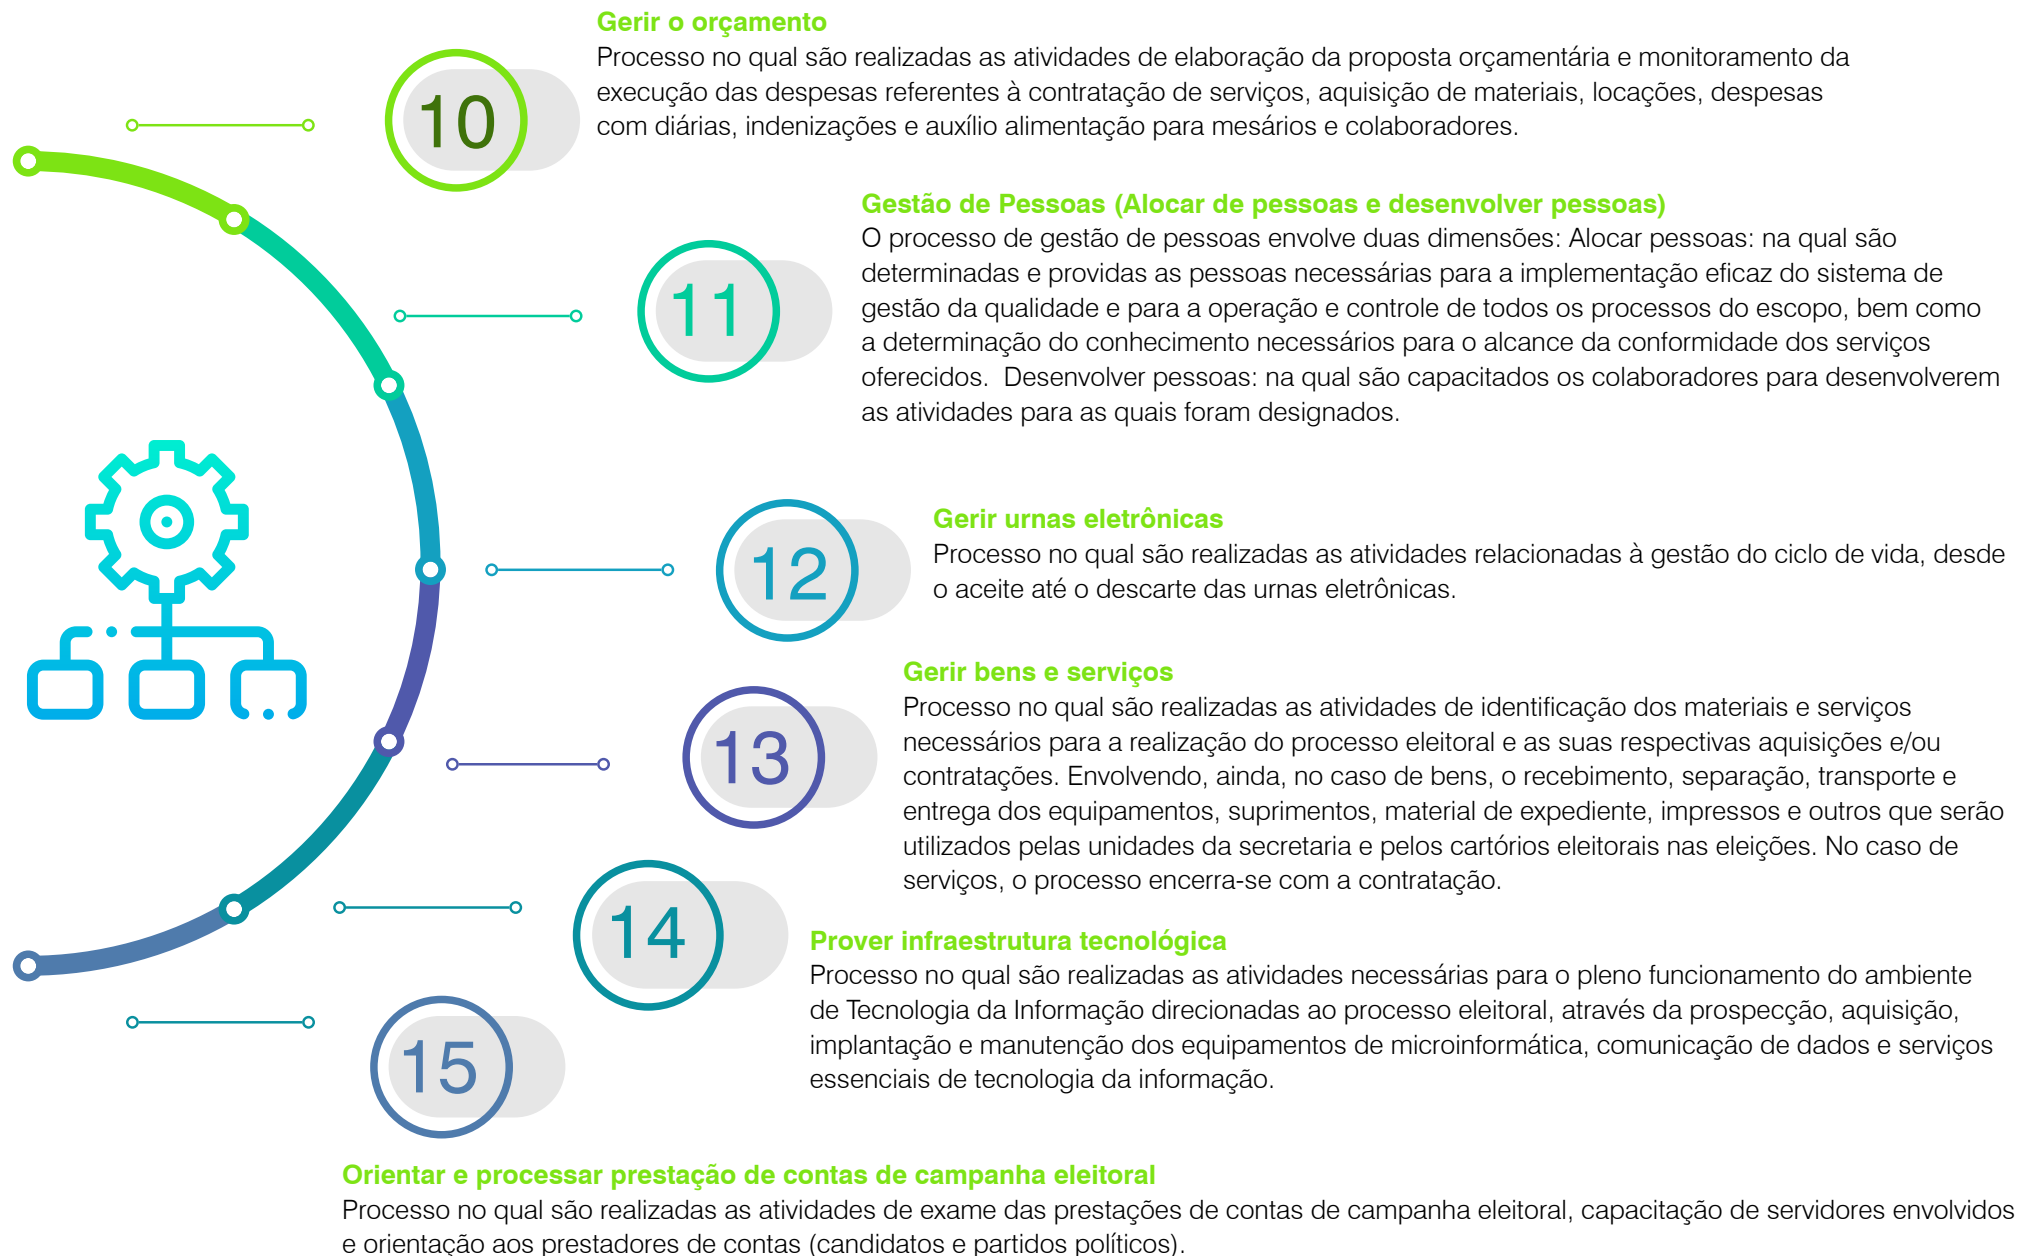 Gerir o orçamento
Processo no qual são realizadas as atividades de elaboração da proposta orçamentária e monitoramento da
execução das despesas referentes à contratação de serviços, aquisição de materiais, locações, despesas
com diárias, indenizações e auxílio alimentação para mesários e colaboradores.
10
Gestão de Pessoas (Alocar de pessoas e desenvolver pessoas)
O processo de gestão de pessoas envolve duas dimensões: Alocar pessoas: na qual são
determinadas e providas as pessoas necessárias para a implementação eficaz do sistema de
gestão da qualidade e para a operação e controle de todos os processos do escopo, bem como
a determinação do conhecimento necessários para o alcance da conformidade dos serviços
oferecidos.  Desenvolver pessoas: na qual são capacitados os colaboradores para desenvolverem
as atividades para as quais foram designados.
11
Gerir urnas eletrônicas
Processo no qual são realizadas as atividades relacionadas à gestão do ciclo de vida, desde
o aceite até o descarte das urnas eletrônicas.
12
Gerir bens e serviços
Processo no qual são realizadas as atividades de identificação dos materiais e serviços
necessários para a realização do processo eleitoral e as suas respectivas aquisições e/ou
contratações. Envolvendo, ainda, no caso de bens, o recebimento, separação, transporte e
entrega dos equipamentos, suprimentos, material de expediente, impressos e outros que serão
utilizados pelas unidades da secretaria e pelos cartórios eleitorais nas eleições. No caso de
serviços, o processo encerra-se com a contratação.
13
14
Prover infraestrutura tecnológica
Processo no qual são realizadas as atividades necessárias para o pleno funcionamento do ambiente
de Tecnologia da Informação direcionadas ao processo eleitoral, através da prospecção, aquisição,
implantação e manutenção dos equipamentos de microinformática, comunicação de dados e serviços
essenciais de tecnologia da informação.
15
Orientar e processar prestação de contas de campanha eleitoral
Processo no qual são realizadas as atividades de exame das prestações de contas de campanha eleitoral, capacitação de servidores envolvidos
e orientação aos prestadores de contas (candidatos e partidos políticos).